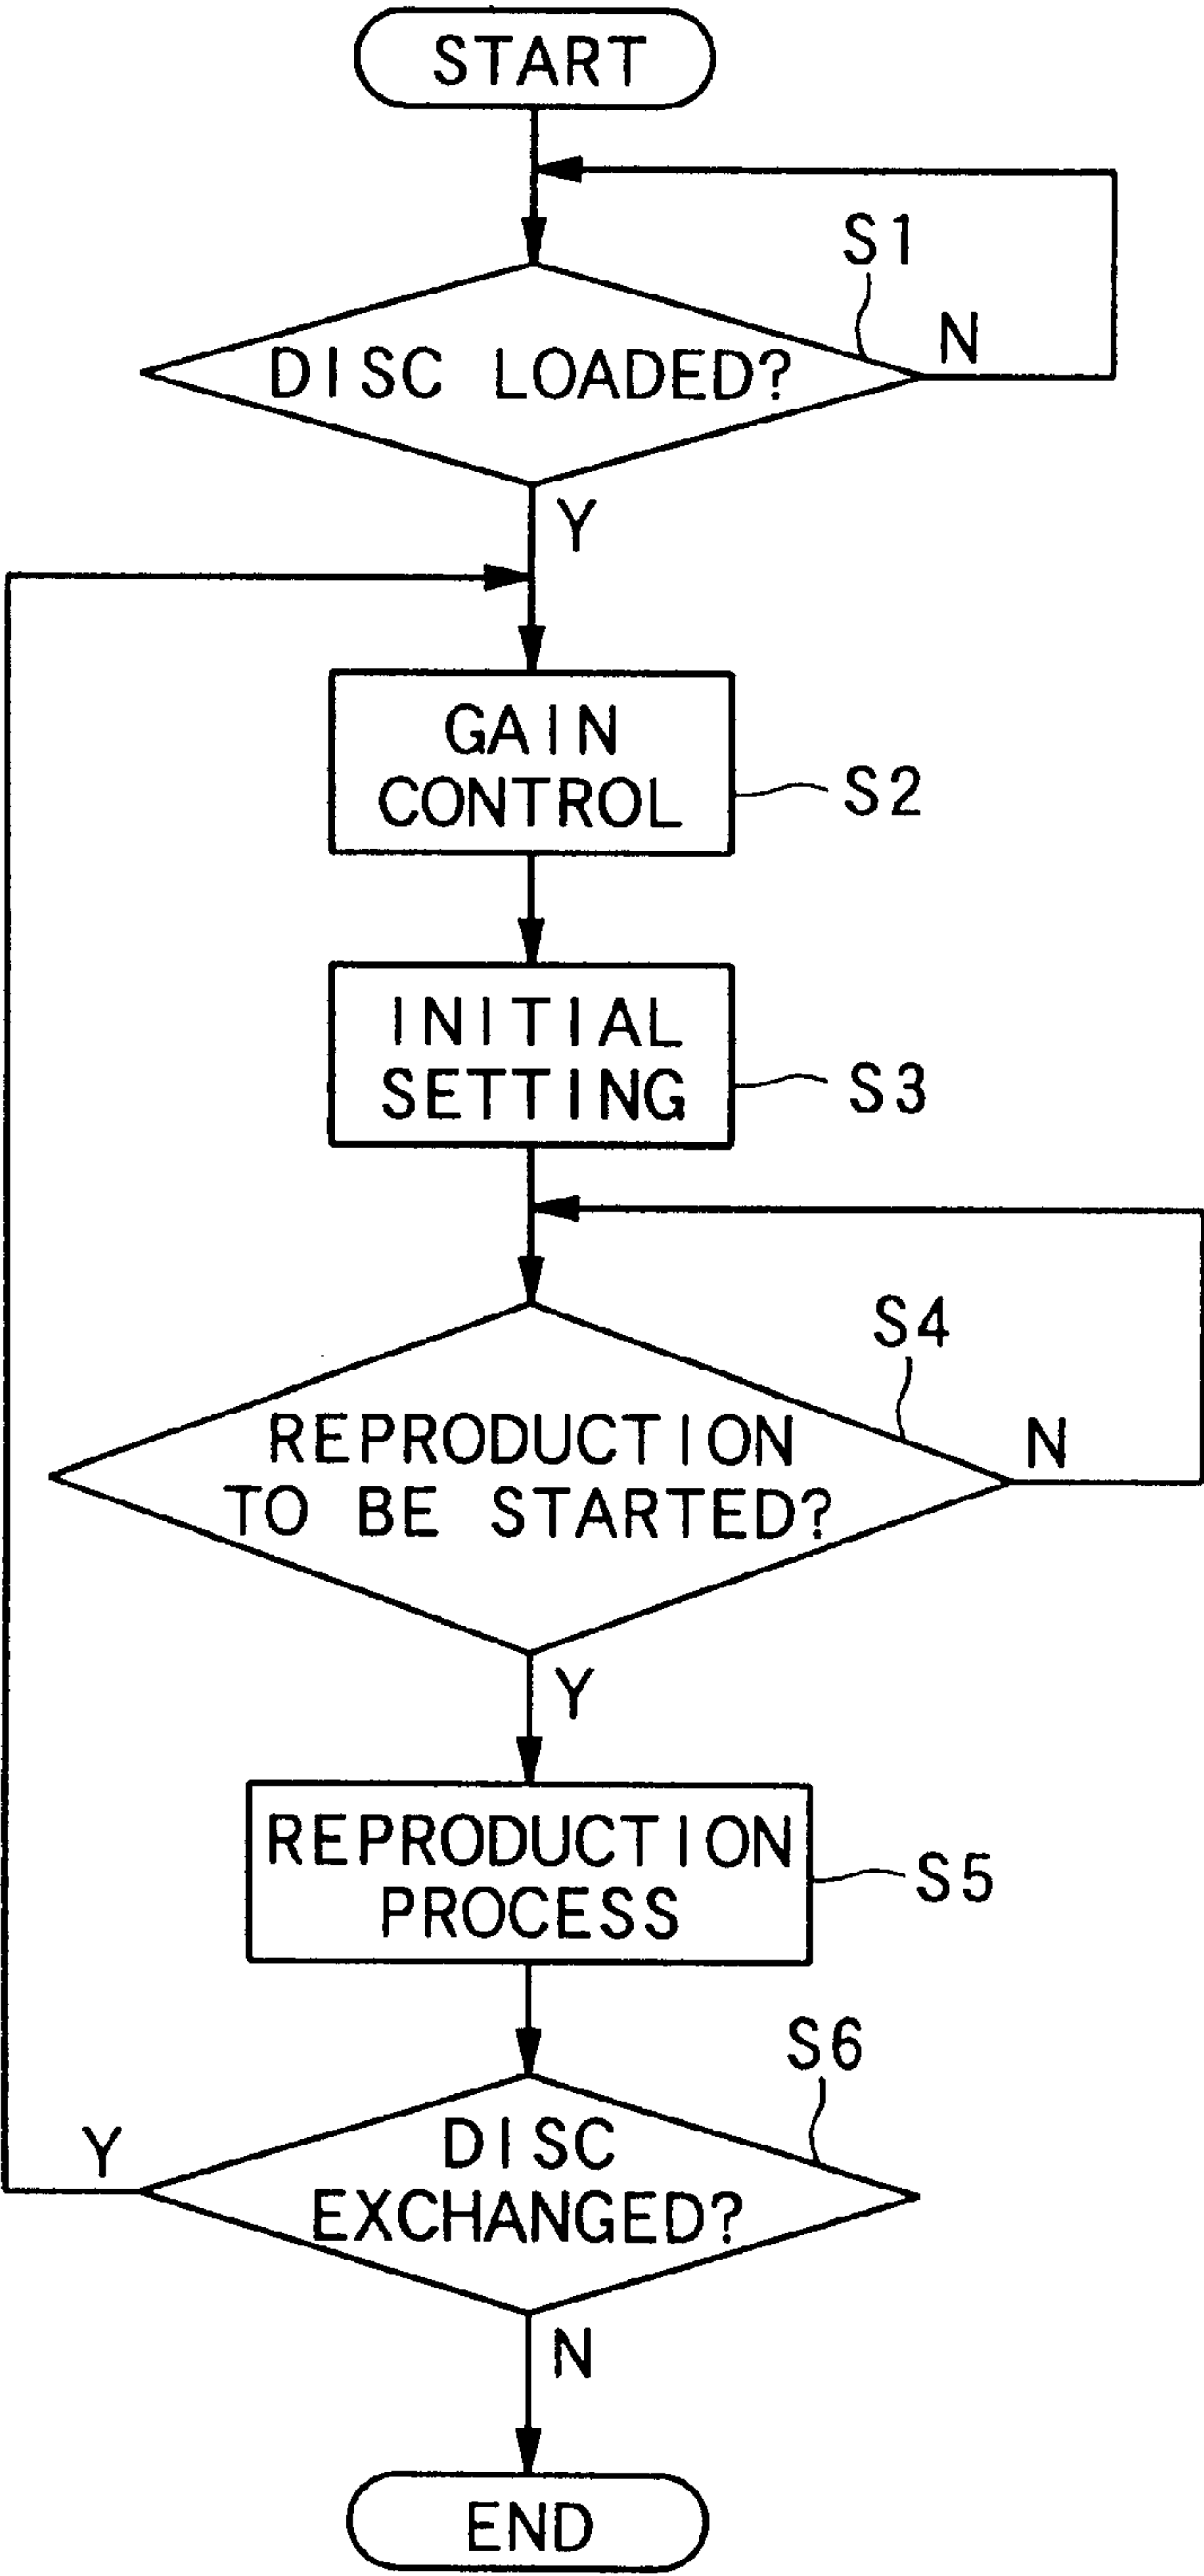 START
S1
N
DISC LOADED?
Y
GAIN
CONTROL
S2
INITIAL
SETTING
S3
S4
N
REPRODUCTION
TO BE STARTED?
Y
REPRODUCTION
PROCESS
S5
S6
Y
DISC
EXCHANGED?
N
END